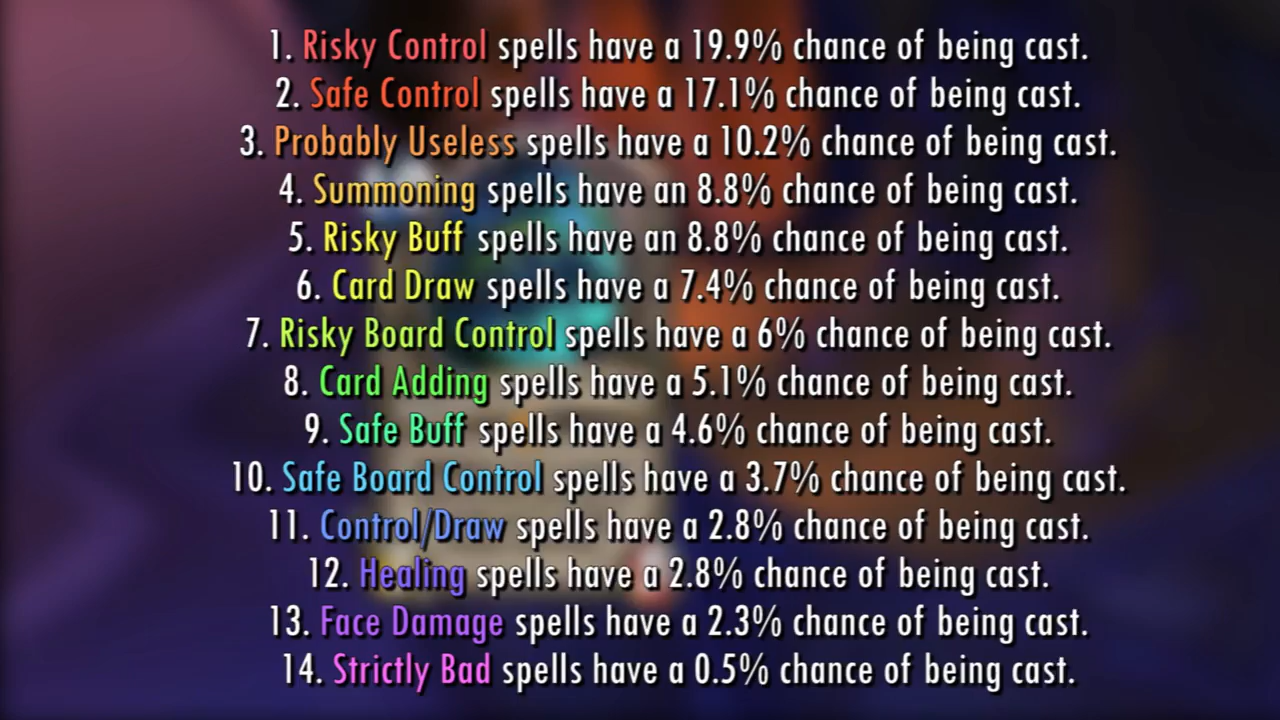 1. Risky Control spells have a 19.9% chance of being cast.
2. Safe Control spells have a 17.1% chance of being cast.
3. Probably Useless spells have a 10.2% chance of being cast.
4. Summoning spells have an 8.8% chance of being cast.
5. Risky Buff spells have an 8.8% chance of being cast.
6. Card Draw spells have a 7.4% chance of being cast.
7. Risky Board Control spells have a 6% chance of being cast.
8. Card Adding spells have a 5.1% chance of being cast.
9. Safe Buff spells have a 4.6% chance of being cast.
10. Safe Board Control spells have a 3.7% chance of being cast.
11. Control/Draw spells have a 2.8% chance of being cast.
12. Healing spells have a 2.8% chance of being cast.
13. Face Damage spells have a 2.3% chance of being cast.
14. Strictly Bad spells have a 0.5% chance of being cast.